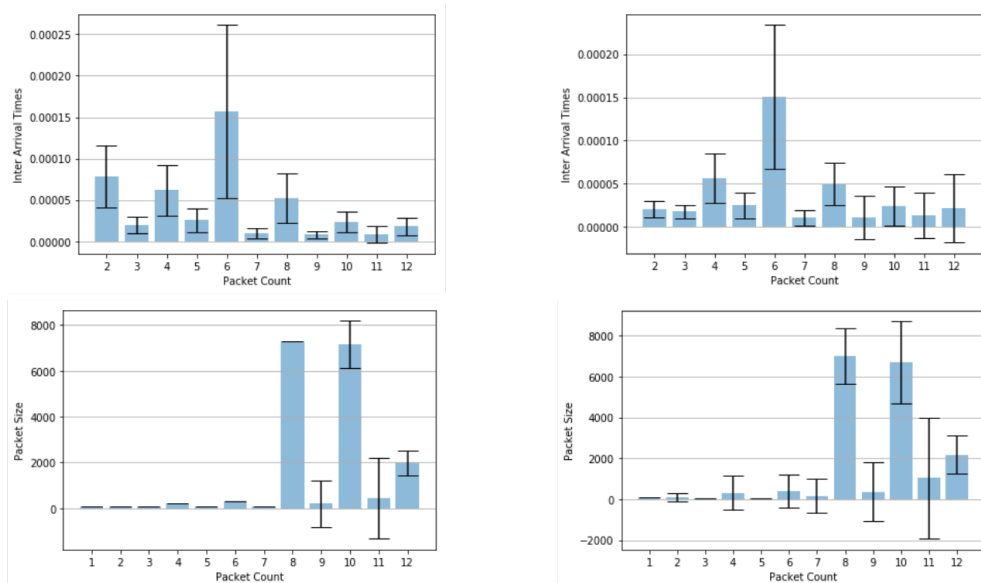 0.00025
0.00020
0.00015
0.00010
0.00005
0.00000
Inter Arrival Times
2 3 4 5 6 7 8 9 10 11 12
Packet Count
0.00020
0.00015
0.00010
0.00005
0.00000
Inter Arrival Times
2 3 4 5 6 7 8 9 10 11 12
Packet Count
8000
6000
4000
2000
0
Packet Size
1 2 3 4 5 6 7 8 9 10 11 12
Packet Count
8000
6000
4000
2000
0
−2000
Packet Size
1 2 3 4 5 6 7 8 9 10 11 12
Packet Count